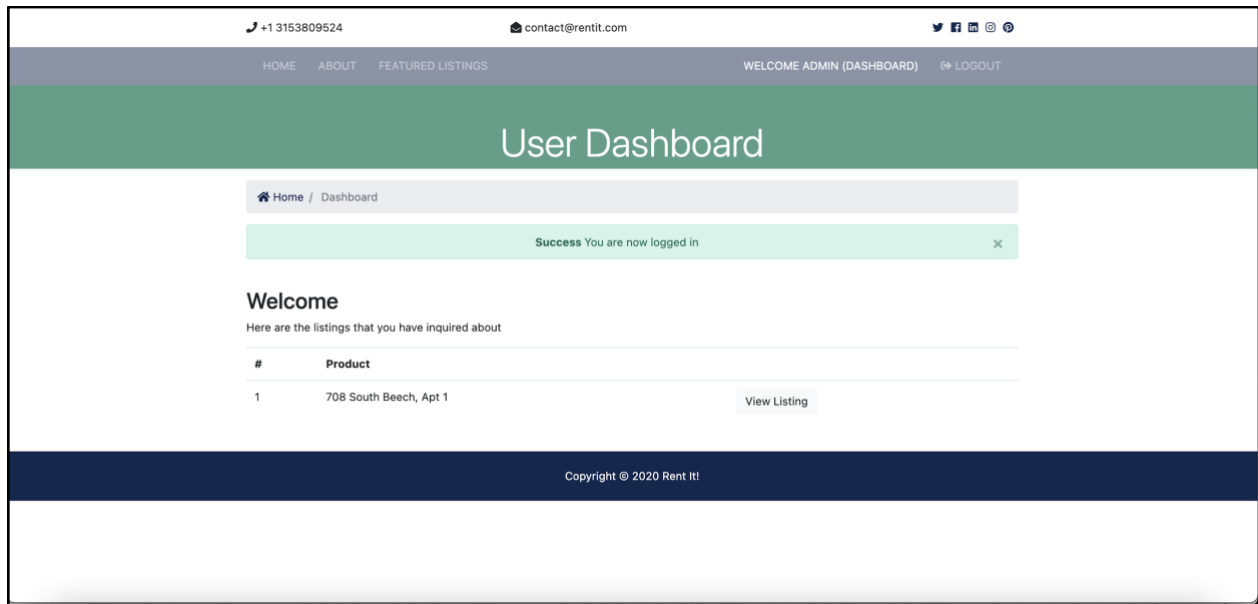 +1 3153809524 contact@rentit.com
HOME ABOUT FEATURED LISTINGS WELCOME ADMIN (DASHBOARD) LOGOUT
User Dashboard
Home / Dashboard
Success You are now logged in ×
Welcome
Here are the listings that you have inquired about
# Product
1 708 South Beech, Apt 1 View Listing
Copyright © 2020 Rent It!